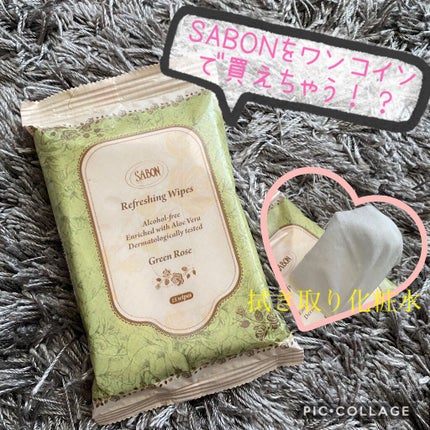 SABONをワンコイン
で買えちゃう！？
SABON
Refreshing Wipes
Alcohol-free
Enriched with Aloe Vera
Dermatologically tested
Green Rose
15 wipes
拭き取り化粧水
PIC•COLLAGE